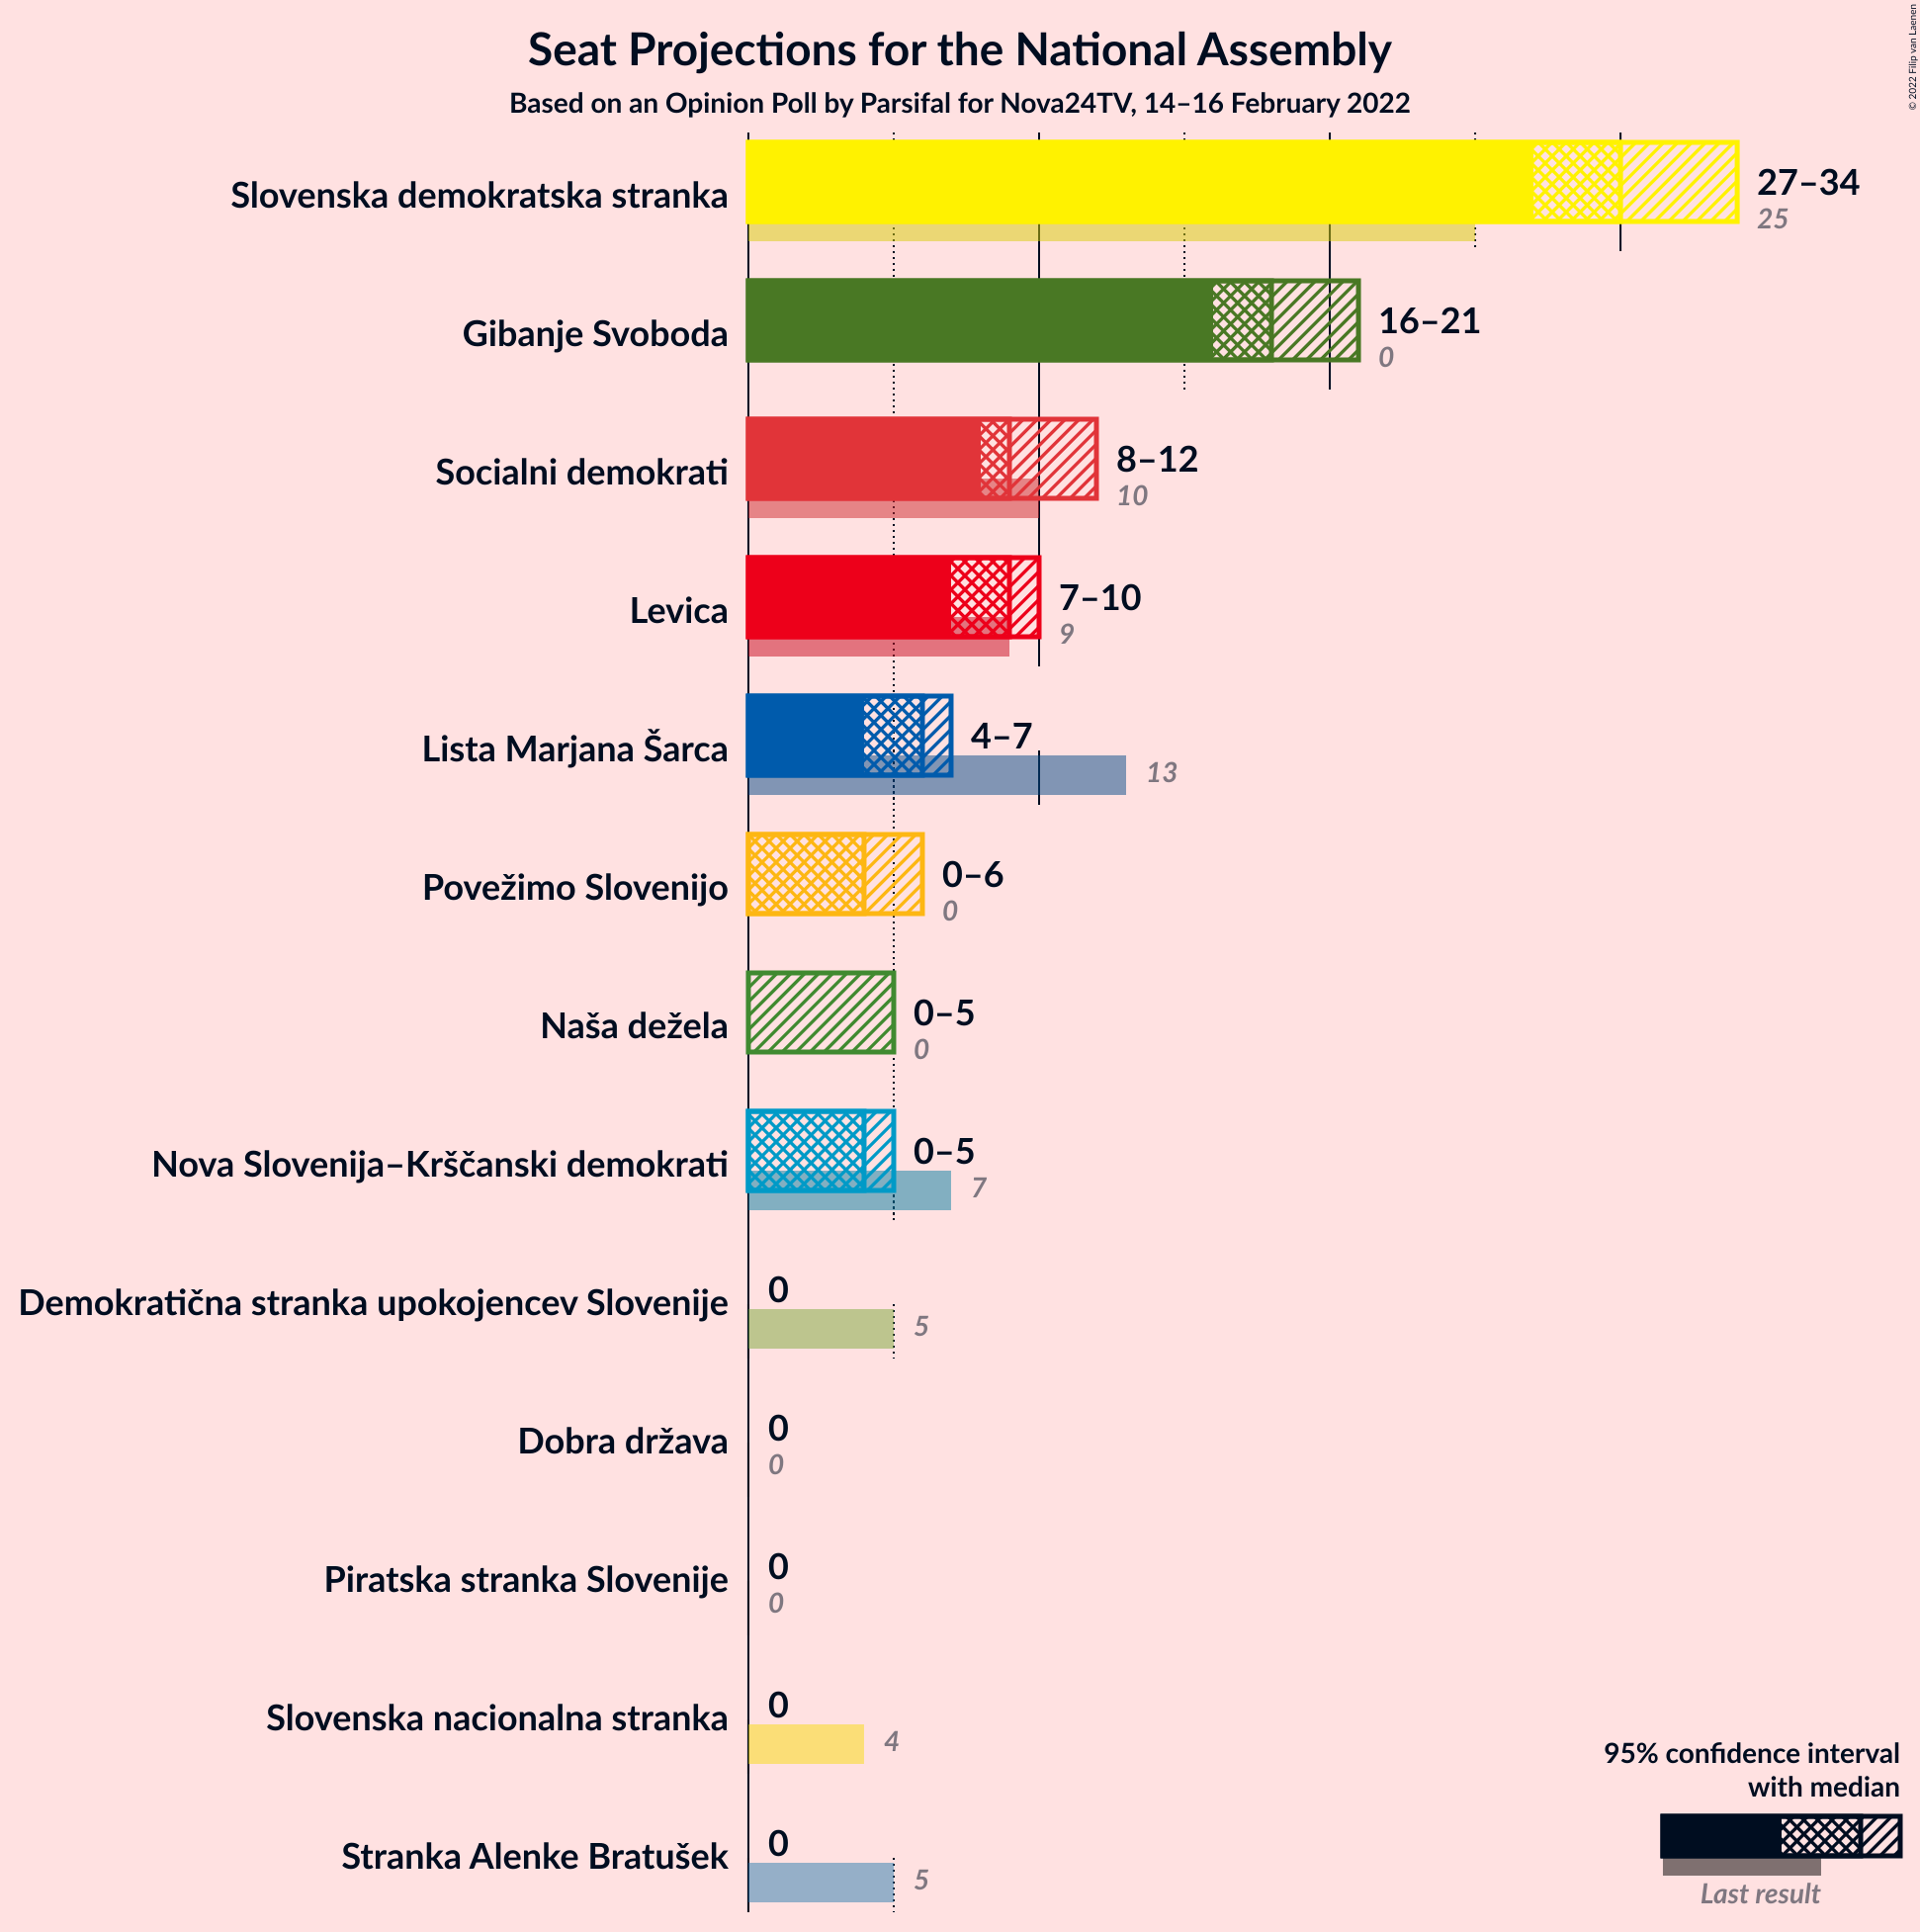 Seat Projections for the National Assembly
Based on an Opinion Poll by Parsifal for Nova24TV, 14–16 February 2022
© 2022 Filip van Laenen
Slovenska demokratska stranka
27–34
25
Gibanje Svoboda
16–21
0
Socialni demokrati
8–12
10
Levica
7–10
9
Lista Marjana Šarca
4–7
13
Povežimo Slovenijo
0–6
0
Naša dežela
0–5
0
Nova Slovenija–Krščanski demokrati
0–5
7
Demokratična stranka upokojencev Slovenije
0
5
Dobra država
0
0
Piratska stranka Slovenije
0
0
Slovenska nacionalna stranka
0
4
Stranka Alenke Bratušek
0
5
95% confidence interval
with median
Last result